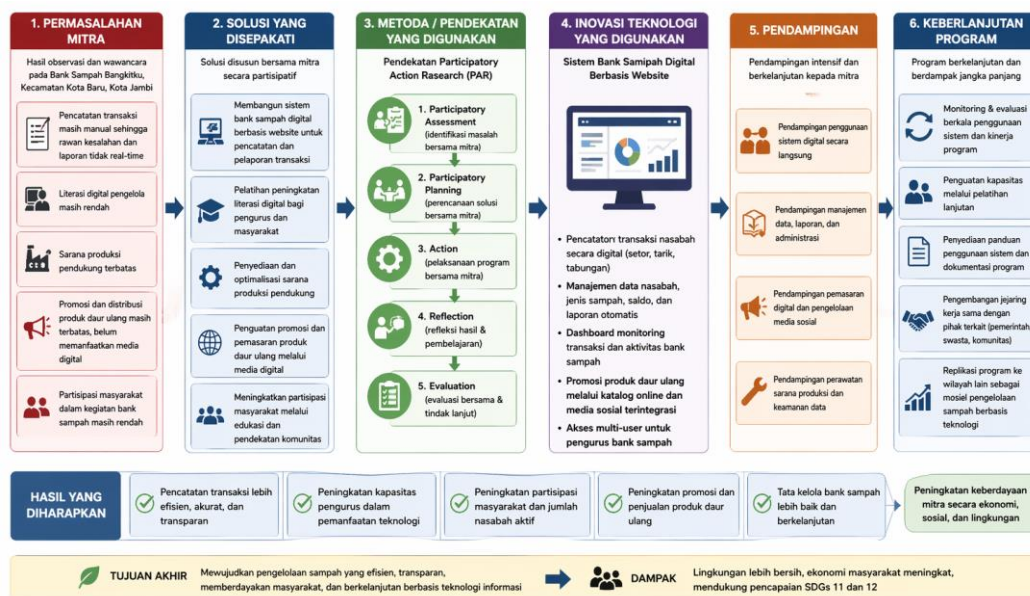 1. PERMASALAHAN
MITRA
Hasil observasi dan wawancara
pada Bank Sampah Bangkitku,
Kecamatan Kota Baru, Kota Jambi
Pencatatan transaksi
masih manual sehingga
rawan kesalahan dan
laporan tidak real-time
Literasi digital pengelola
masih rendah
Sarana produksi
pendukung terbatas
Promosi dan distribusi
produk daur ulang masih
terbatas, belum
memanfaatkan media
digital
Partisipasi masyarakat
dalam kegiatan bank
sampah masih rendah
2. SOLUSI YANG
DISEPAKATI
Solusi disusun bersama mitra
secara partisipatif
Membangun sistem
bank sampah digital
berbasis website untuk
pencatatan dan
pelaporan transaksi
Pelatihan peningkatan
literasi digital bagi
pengurus dan
masyarakat
Penyediaan dan
optimalisasi sarana
produksi pendukung
Penguatan promosi dan
pemasaran produk
daur ulang melalui
media digital
Meningkatkan partisipasi
masyarakat melalui
edukasi dan
pendekatan komunitas
3. METODA / PENDEKATAN
YANG DIGUNAKAN
Pendekatan Participatory
Action Research (PAR)
1. Participatory
Assessment
(identifikasi masalah
bersama mitra)
2. Participatory
Planning
(perencanaan solusi
bersama mitra)
3. Action
(pelaksanaan program
bersama mitra)
4. Reflection
(refleksi hasil &
pembelajaran)
5. Evaluation
(evaluasi bersama &
tindak lanjut)
4. INOVASI TEKNOLOGI
YANG DIGUNAKAN
Sistem Bank Samipah Digital
Berbasis Website
• Pencatatorı transaksi nasabah
secara digital (setor, tarik,
tabungan)
• Manajemen data nasabah,
jenis sampah, saldo, dan
laporan otomatis
• Dashboard monitoring
transaksi dan aktivitas bank
sampah
• Promosi produk daur ulang
melalui katalog online dan
media sosial terintegrasi
• Akses multi-user untuk
pengurus bank sampah
5. PENDAMPINGAN
Pendampingan intensif dan
berkelanjutan kepada mitra
Pendampingan penggunaan
sistem digital secara
langsung
Pendampingan manajemen
data, laporan, dan
administrasi
Pendampingan pemasaran
digital dan pengelolaan
media sosial
Pendampingan perawatan
sarana produksi dan
keamanan data
6. KEBERLANJUTAN
PROGRAM
Program berkelanjutan dan
berdampak jangka panjang
Monitoring & evaluasi
berkala penggunaan
sistem dan kinerja
program
Penguatan kapasitas
melalui pelatihan
lanjutan
Penyediaan panduan
penggunaan sistem dan
dokumentasi program
Pengembangan jejaring
kerja sama dengan
pihak terkait (pemerintah,
swasta, komunitas)
Replikasi program ke
wilayah lain sebagai
mosiel pengelolaan
sampah berbasis
teknologi
HASIL YANG
DIHARAPKAN
Pencatatan transaksi lebih
efisien, akurat, dan
transparan
Peningkatan kapasitas
pengurus dalam
pemanfaatan teknologi
Peningkatan partisipasi
masyarakat dan jumlah
nasabah aktif
Peningkatan promosi dan
penjualan produk daur
ulang
Tata kelola bank sampah
lebih baik dan
berkelanjutan
Peningkatan keberdayaan
mitra secara ekonomi,
sosial, dan lingkungan
TUJUAN AKHIR
Mewujudkan pengelolaan sampah yang efisien, transparan,
memberdayakan masyarakat, dan berkelanjutan berbasis teknologi informasi
DAMPAK
Lingkungan lebih bersih, ekonomi masyarakat meningkat,
mendukung pencapaian SDGs 11 dan 12